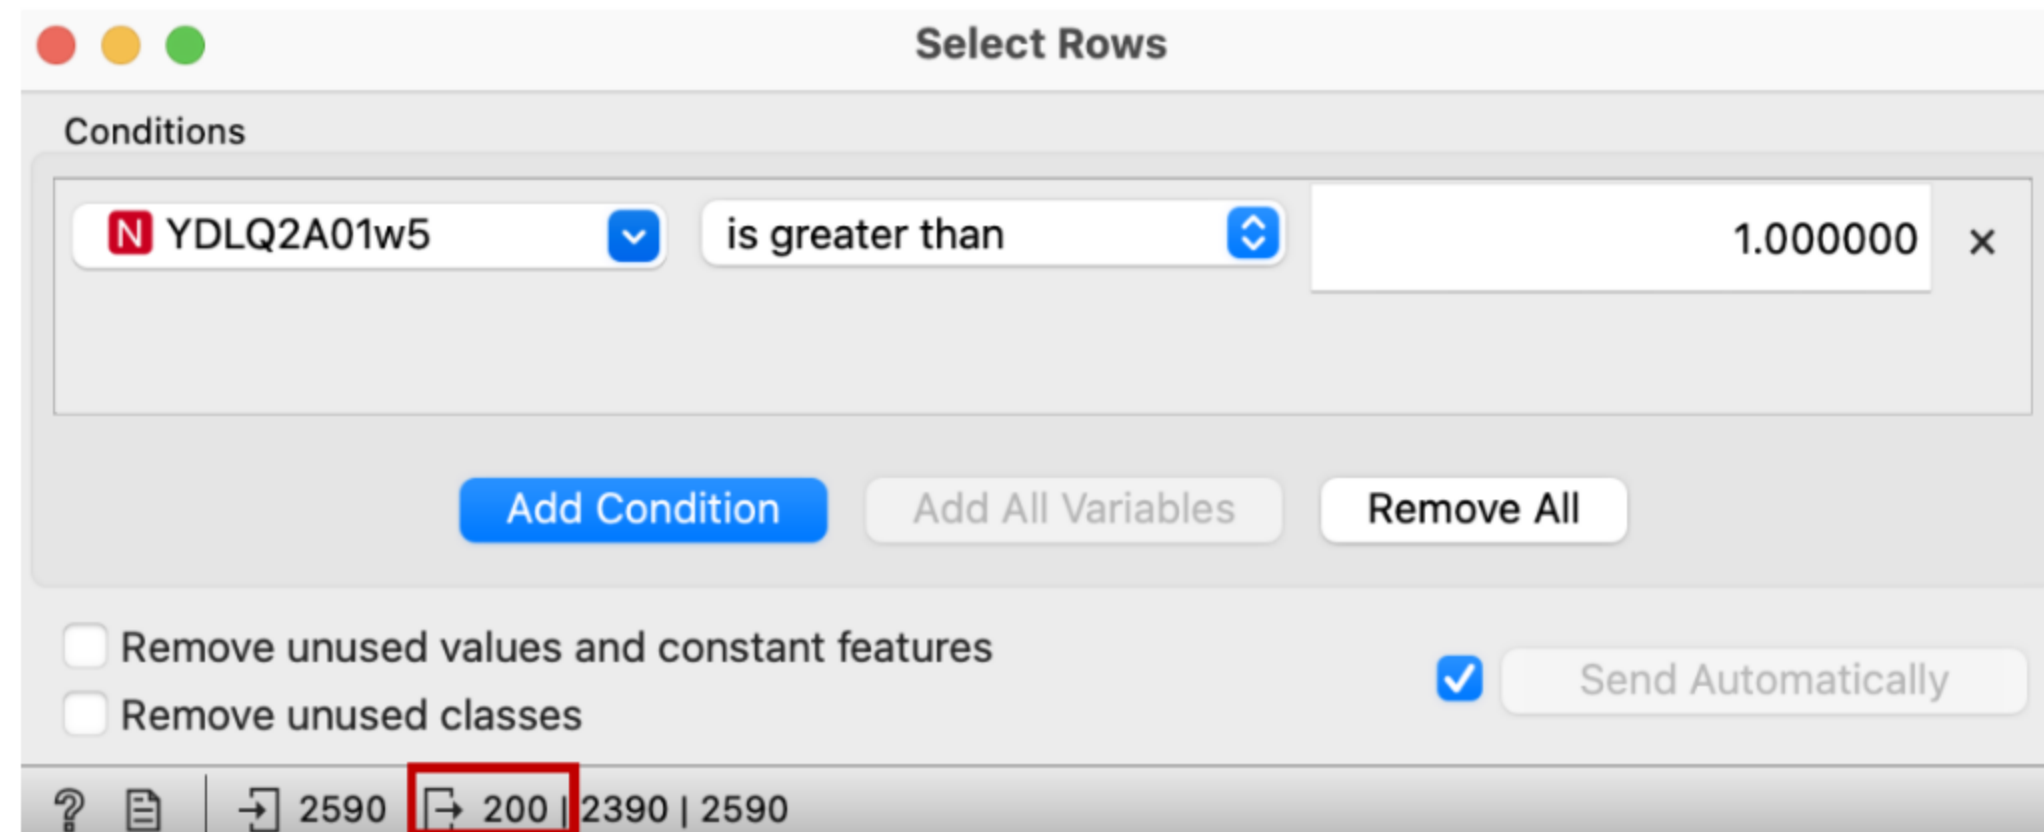 Select Rows
Conditions
N YDLQ2A01w5 is greater than 1.000000 ×
Add Condition Add All Variables Remove All
Remove unused values and constant features
Send Automatically
Remove unused classes
? 2590 200 | 2390 | 2590